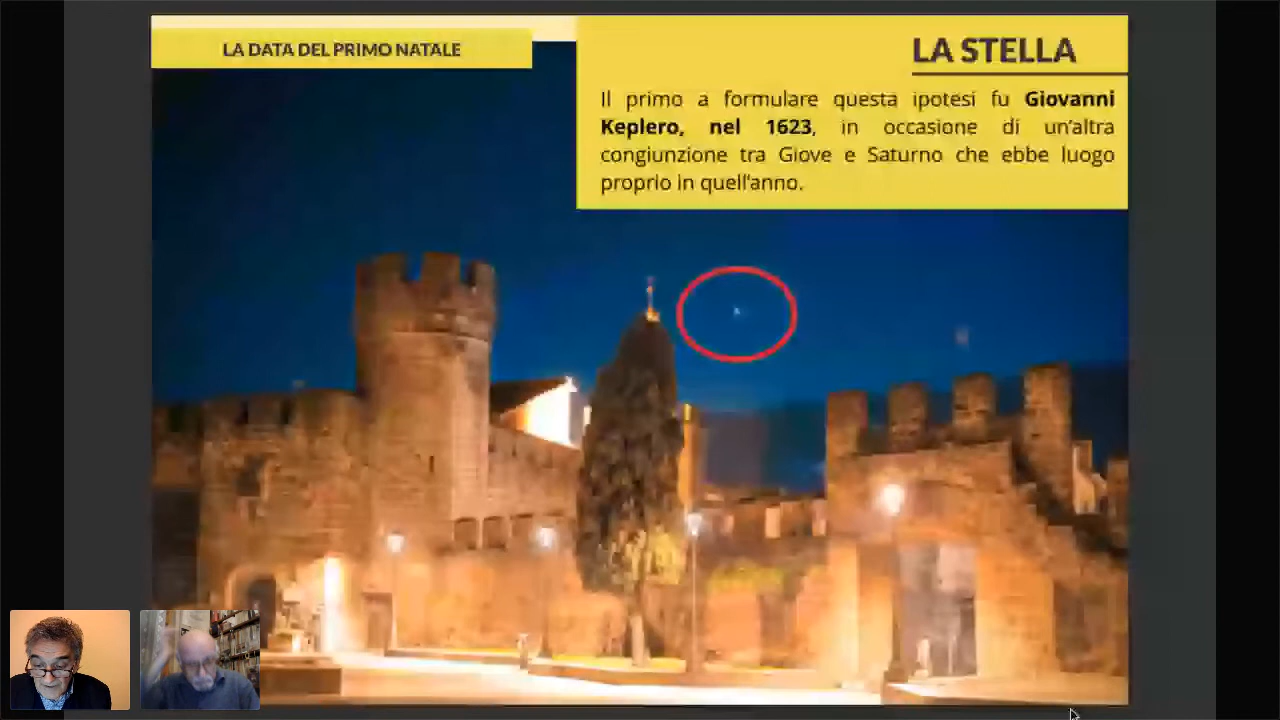 LA DATA DEL PRIMO NATALE
LA STELLA
Il primo a formulare questa ipotesi fu Giovanni
Keplero, nel 1623, in occasione di un'altra
congiunzione tra Giove e Saturno che ebbe luogo
proprio in quell'anno.